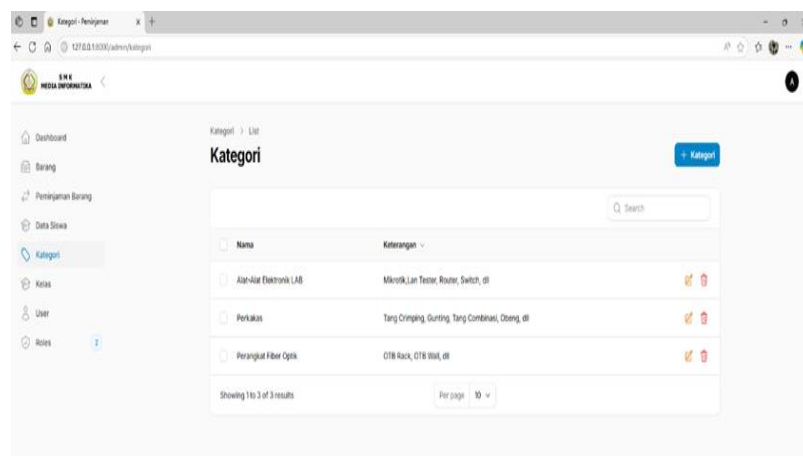 Kategori - Peminjaman
127.0.0.1:8000/admin/kategori
SMK
MEDIA INFORMATIKA
A
Dashboard
Barang
Peminjaman Barang
Data Siswa
Kategori
Kelas
User
Roles 2
Kategori > List
Kategori
+ Kategori
Search
Nama Keterangan
Alat-Alat Elektronik LAB Mikrotik,Lan Tester, Router, Switch, dll
Perkakas Tang Crimping, Gunting, Tang Combinasi, Obeng, dll
Perangkat Fiber Optik OTB Rack, OTB Wall, dll
Showing 1 to 3 of 3 results Per page 10